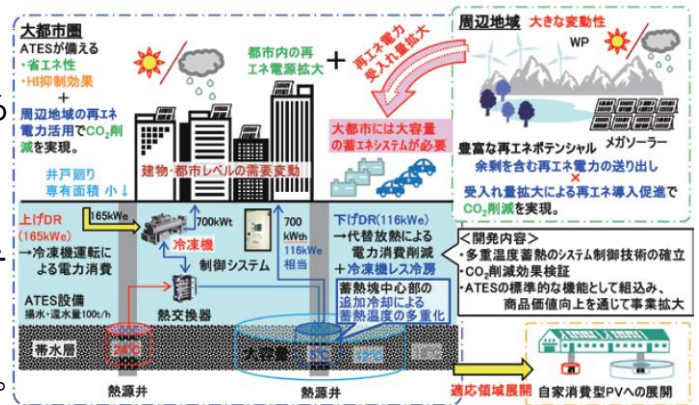 大都市圏
ATESが備える
・省エネ性
・HI抑制効果
+
周辺地域の再エネ
電力活用でCO₂削
減を実現。
都市内の再
エネ電源拡大
+
再エネ電力
受入れ量拡大
大都市には大容量
の蓄エネシステムが必要
建物・都市レベルの需要変動
周辺地域 大きな変動性
WP
メガソーラー
豊富な再エネポテンシャル
余剰を含む再エネ電力の送り出し
×
受入れ量拡大による再エネ導入促進で
CO₂削減を実現。
井戸廻り
専有面積 小↓
上げDR
(165kWe)
→冷凍機運転に
よる電力消費
165kWe
700kWt
冷凍機
制御システム
熱交換器
700
kWth
116kWe
相当
下げDR(116kWe)
→代替放熱による
電力消費削減
+冷凍機レス冷房
蓄熱塊中心部の
追加冷却による
蓄熱温度の多重化
ATES設備
揚水・還水量100t/h
帯水層
24℃
大容量
5℃
12℃
18℃
熱源井
熱源井
<開発内容>
・多重温度蓄熱のシステム制御技術の確立
・CO₂削減効果検証
・ATESの標準的な機能として組込み、
商品価値向上を通じて事業拡大
適応領域展開
自家消費型PVへの展開
る
。